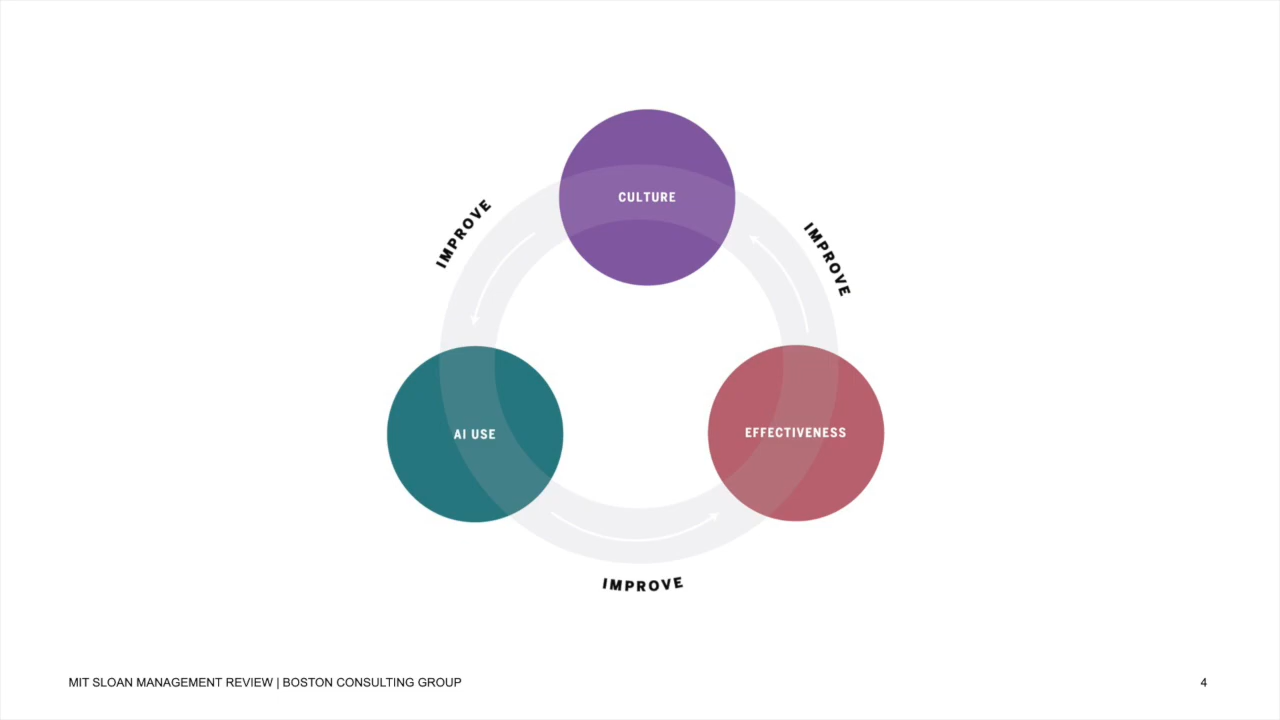 CULTURE
IMPROVE
IMPROVE
AI USE
EFFECTIVENESS
IMPROVE
MIT SLOAN MANAGEMENT REVIEW | BOSTON CONSULTING GROUP
4